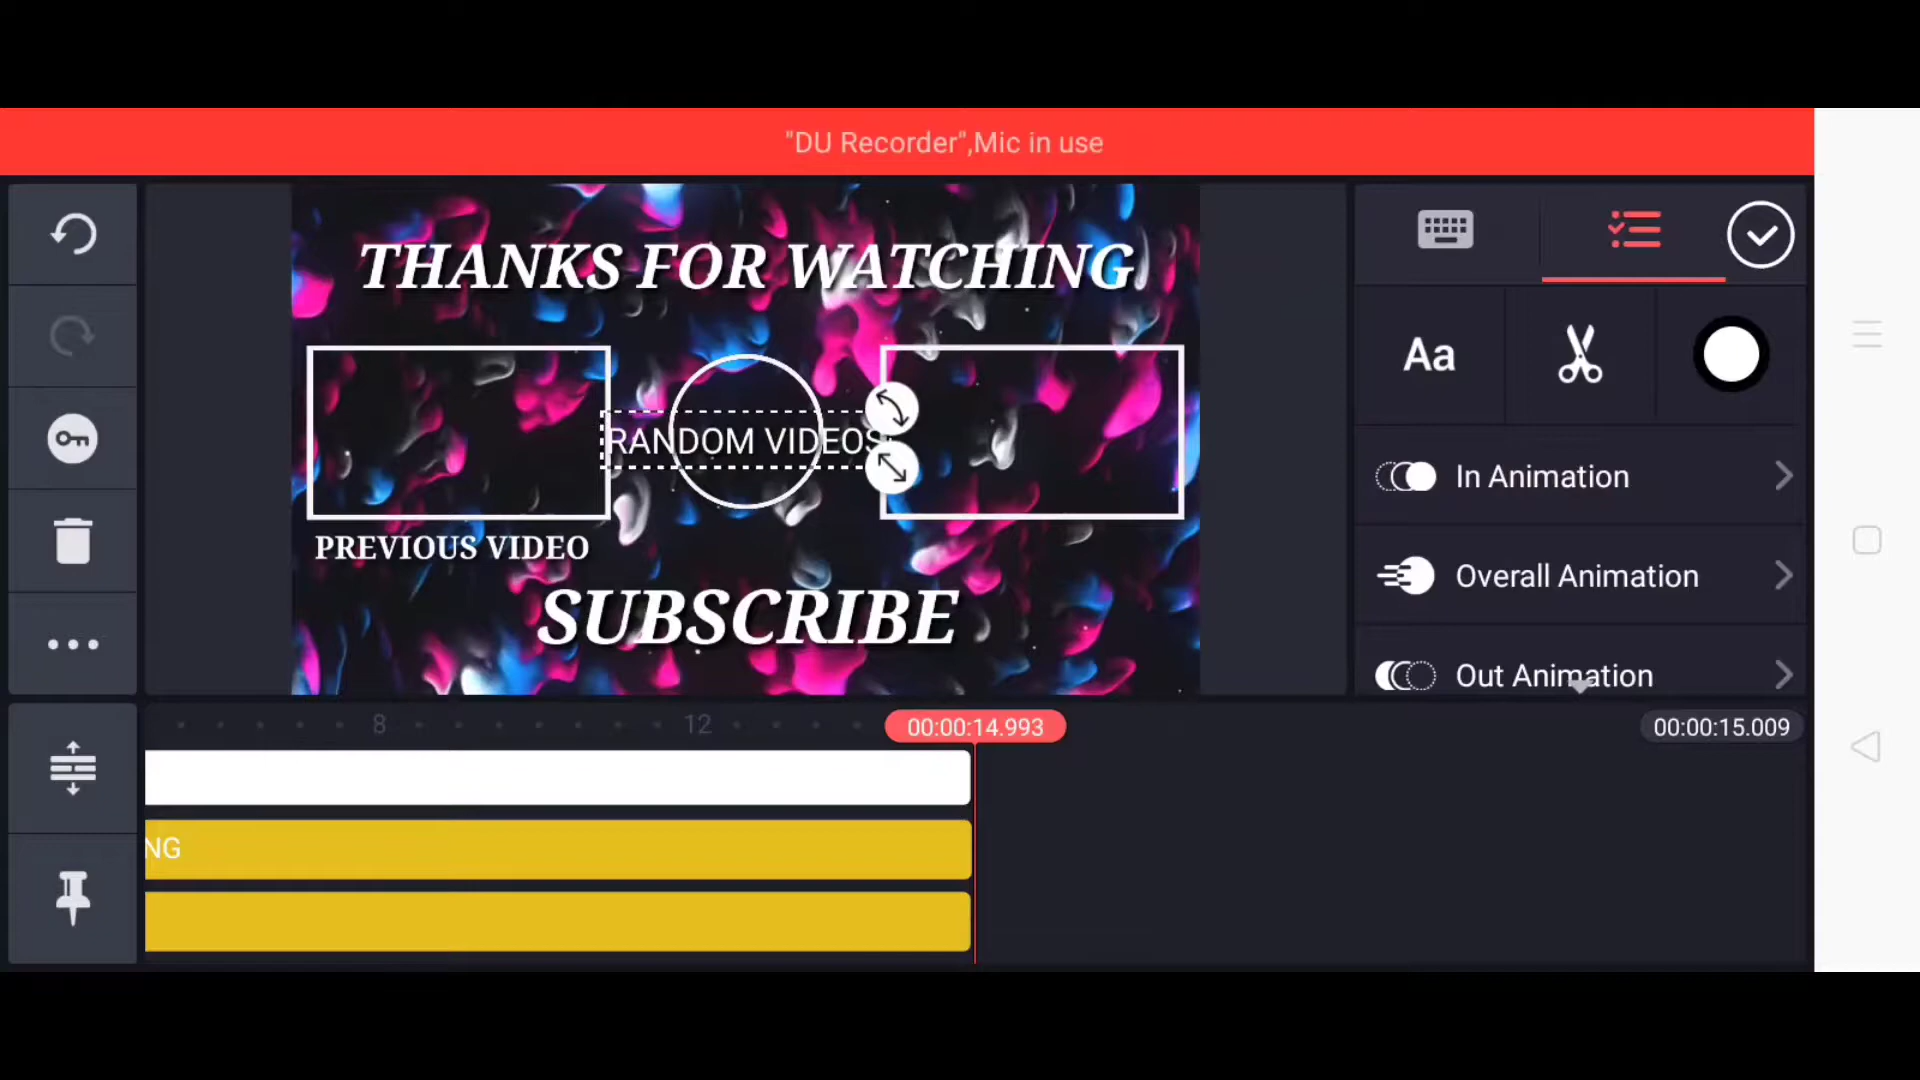 "DU Recorder",Mic in use
THANKS FOR WATCHING
RANDOM VIDEOS
PREVIOUS VIDEO
SUBSCRIBE
Aa
In Animation
Overall Animation
Out Animation
8
12
00:00:14.993
00:00:15.009
NG